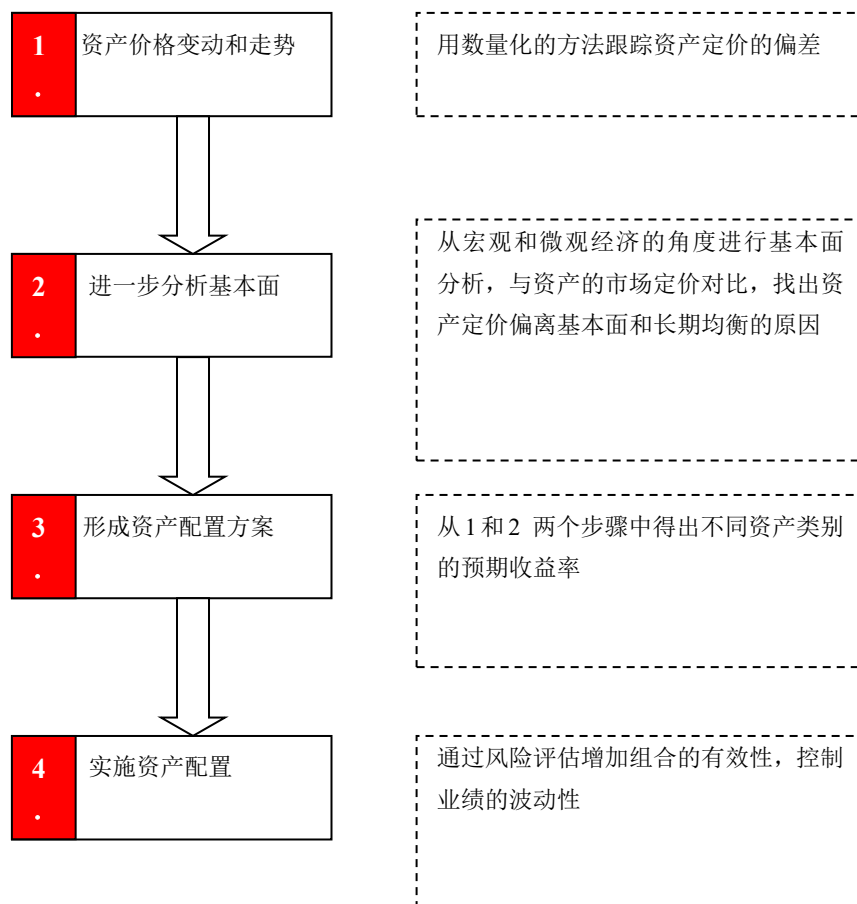 1 资产价格变动和走势
.
用数量化的方法跟踪资产定价的偏差
2 进一步分析基本面
.
从宏观和微观经济的角度进行基本面
分析，与资产的市场定价对比，找出资
产定价偏离基本面和长期均衡的原因
3 形成资产配置方案
.
从1和2 两个步骤中得出不同资产类别
的预期收益率
4 实施资产配置
.
通过风险评估增加组合的有效性，控制
业绩的波动性